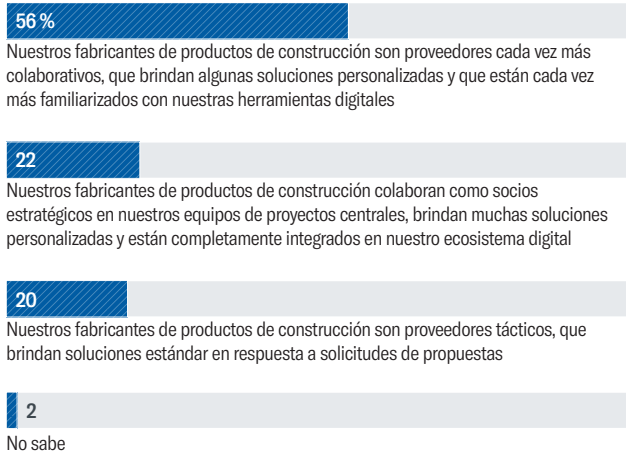 56 %
Nuestros fabricantes de productos de construcción son proveedores cada vez más
colaborativos, que brindan algunas soluciones personalizadas y que están cada vez
más familiarizados con nuestras herramientas digitales
22
Nuestros fabricantes de productos de construcción colaboran como socios
estratégicos en nuestros equipos de proyectos centrales, brindan muchas soluciones
personalizadas y están completamente integrados en nuestro ecosistema digital
20
Nuestros fabricantes de productos de construcción son proveedores tácticos, que
brindan soluciones estándar en respuesta a solicitudes de propuestas
2
No sabe